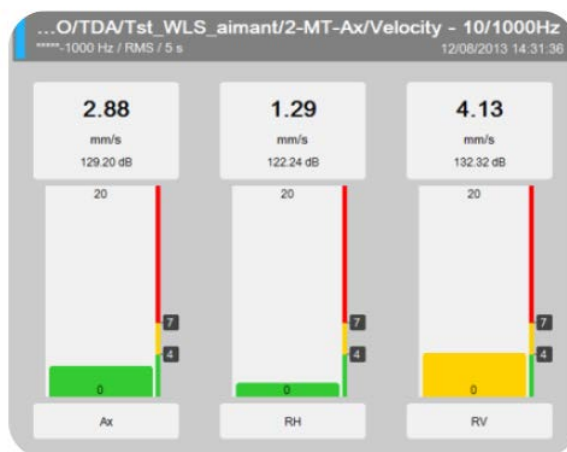 ...O/TDA/Tst_WLS_aimant/2-MT-Ax/Velocity - 10/1000Hz
*****-1000 Hz / RMS / 5 s 12/08/2013 14:31:36
2.88 1.29 4.13
mm/s mm/s mm/s
129.20 dB 122.24 dB 132.32 dB
20 20 20
7 7 7
4 4 4
0 0 0
Ax RH RV